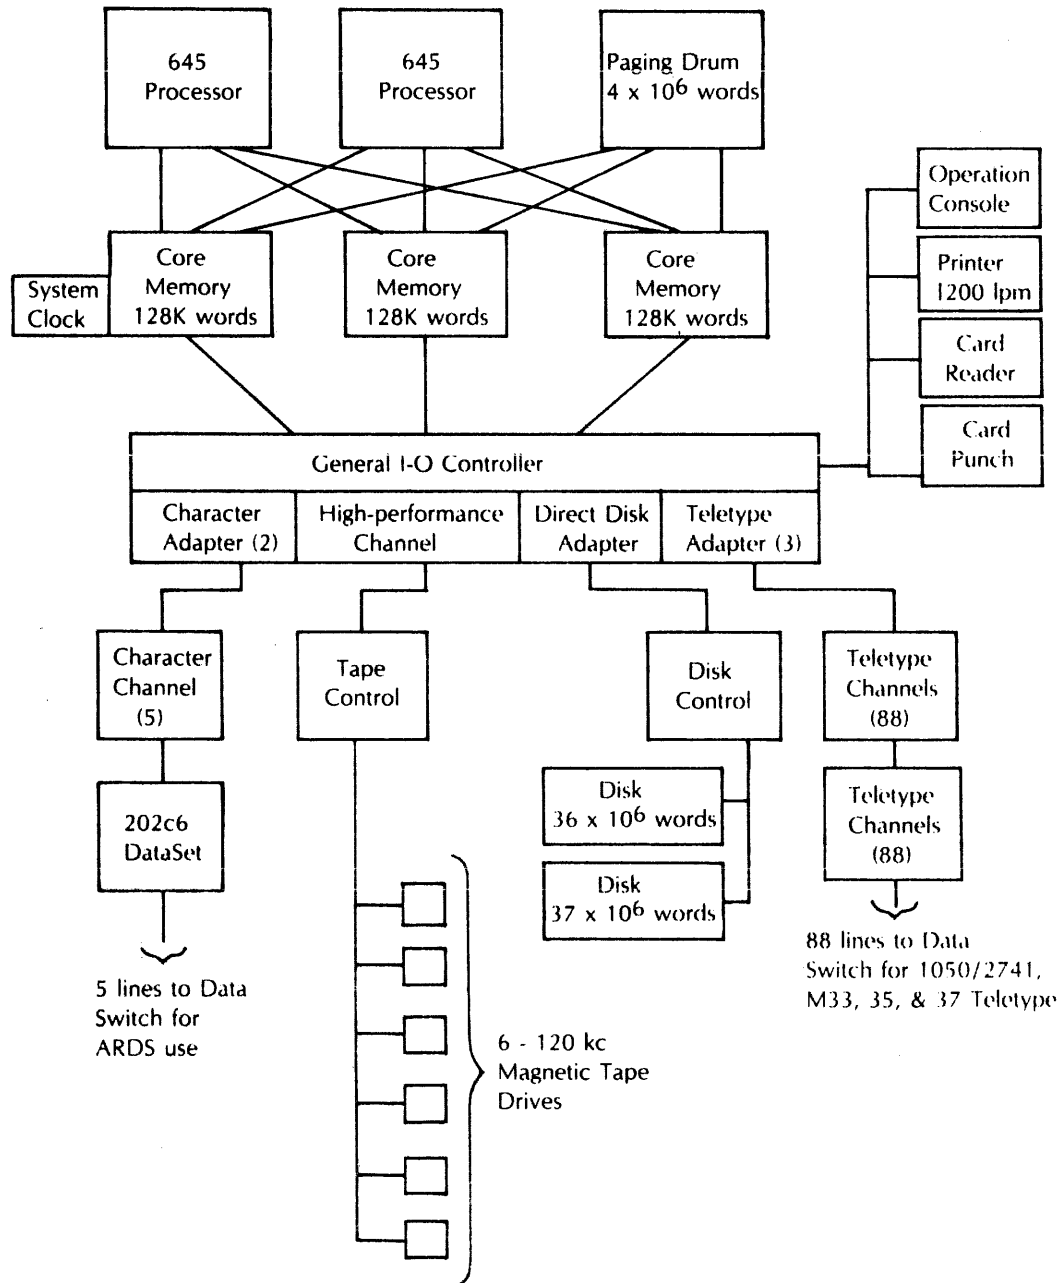 645
Processor
645
Processor
Paging Drum
4 x 10⁶ words
Operation
Console
Printer
1200 lpm
Card
Reader
Card
Punch
System
Clock
Core
Memory
128K words
Core
Memory
128K words
Core
Memory
128K words
General I-O Controller
Character
Adapter (2)
High-performance
Channel
Direct Disk
Adapter
Teletype
Adapter (3)
Character
Channel
(5)
Tape
Control
Disk
Control
Teletype
Channels
(88)
202c6
DataSet
Disk
36 x 10⁶ words
Disk
37 x 10⁶ words
Teletype
Channels
(88)
5 lines to Data
Switch for
ARDS use
6 - 120 kc
Magnetic Tape
Drives
88 lines to Data
Switch for 1050/2741,
M33, 35, & 37 Teletype